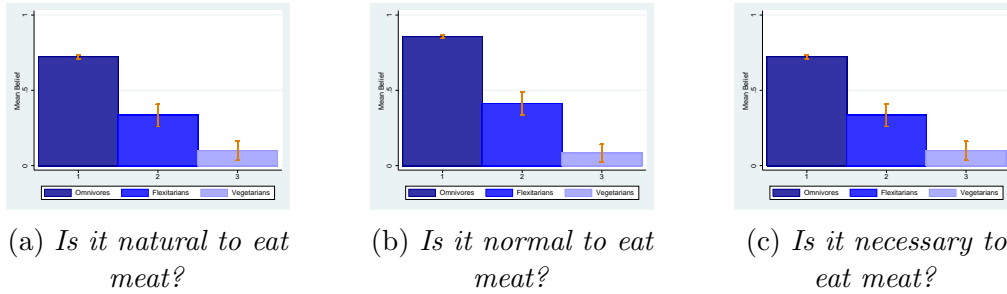 1
.5
0
Mean Belief
1 2 3
Omnivores Flexitarians Vegetarians
(a) Is it natural to eat
meat?
1
.5
0
Mean Belief
1 2 3
Omnivores Flexitarians Vegetarians
(b) Is it normal to eat
meat?
1
.5
0
Mean Belief
1 2 3
Omnivores Flexitarians Vegetarians
(c) Is it necessary to
eat meat?